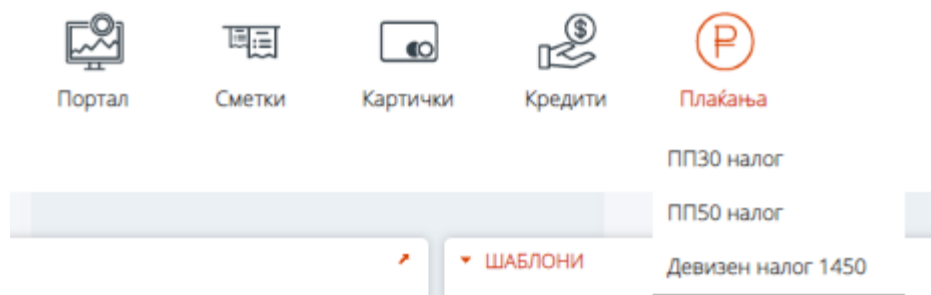 Портал Сметки Картички Кредити Плаќања
ПП30 налог
ПП50 налог
ШАБЛОНИ
Девизен налог 1450